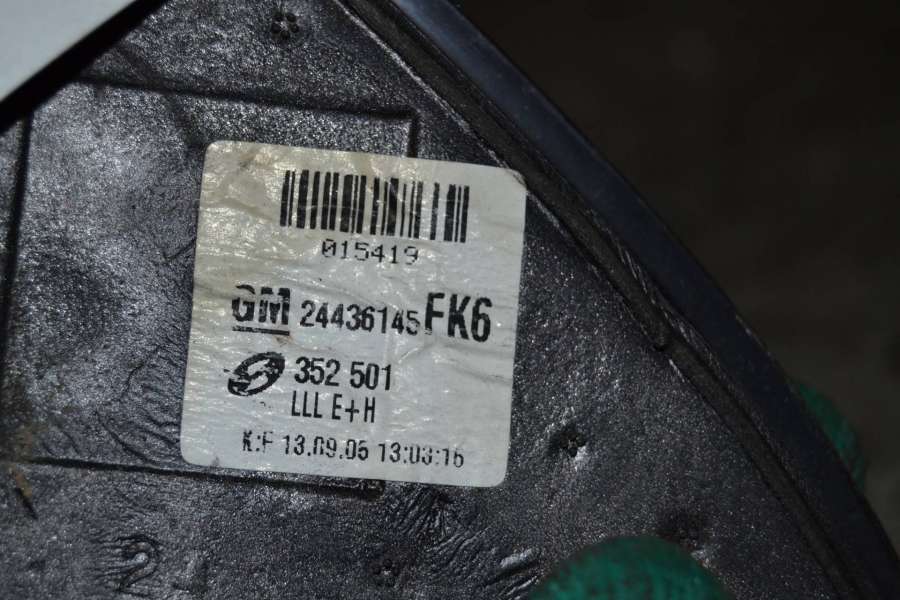 015419
GM 24436145 FK6
352 501
LLL E+H
K:F 13.09.05 13:03:16